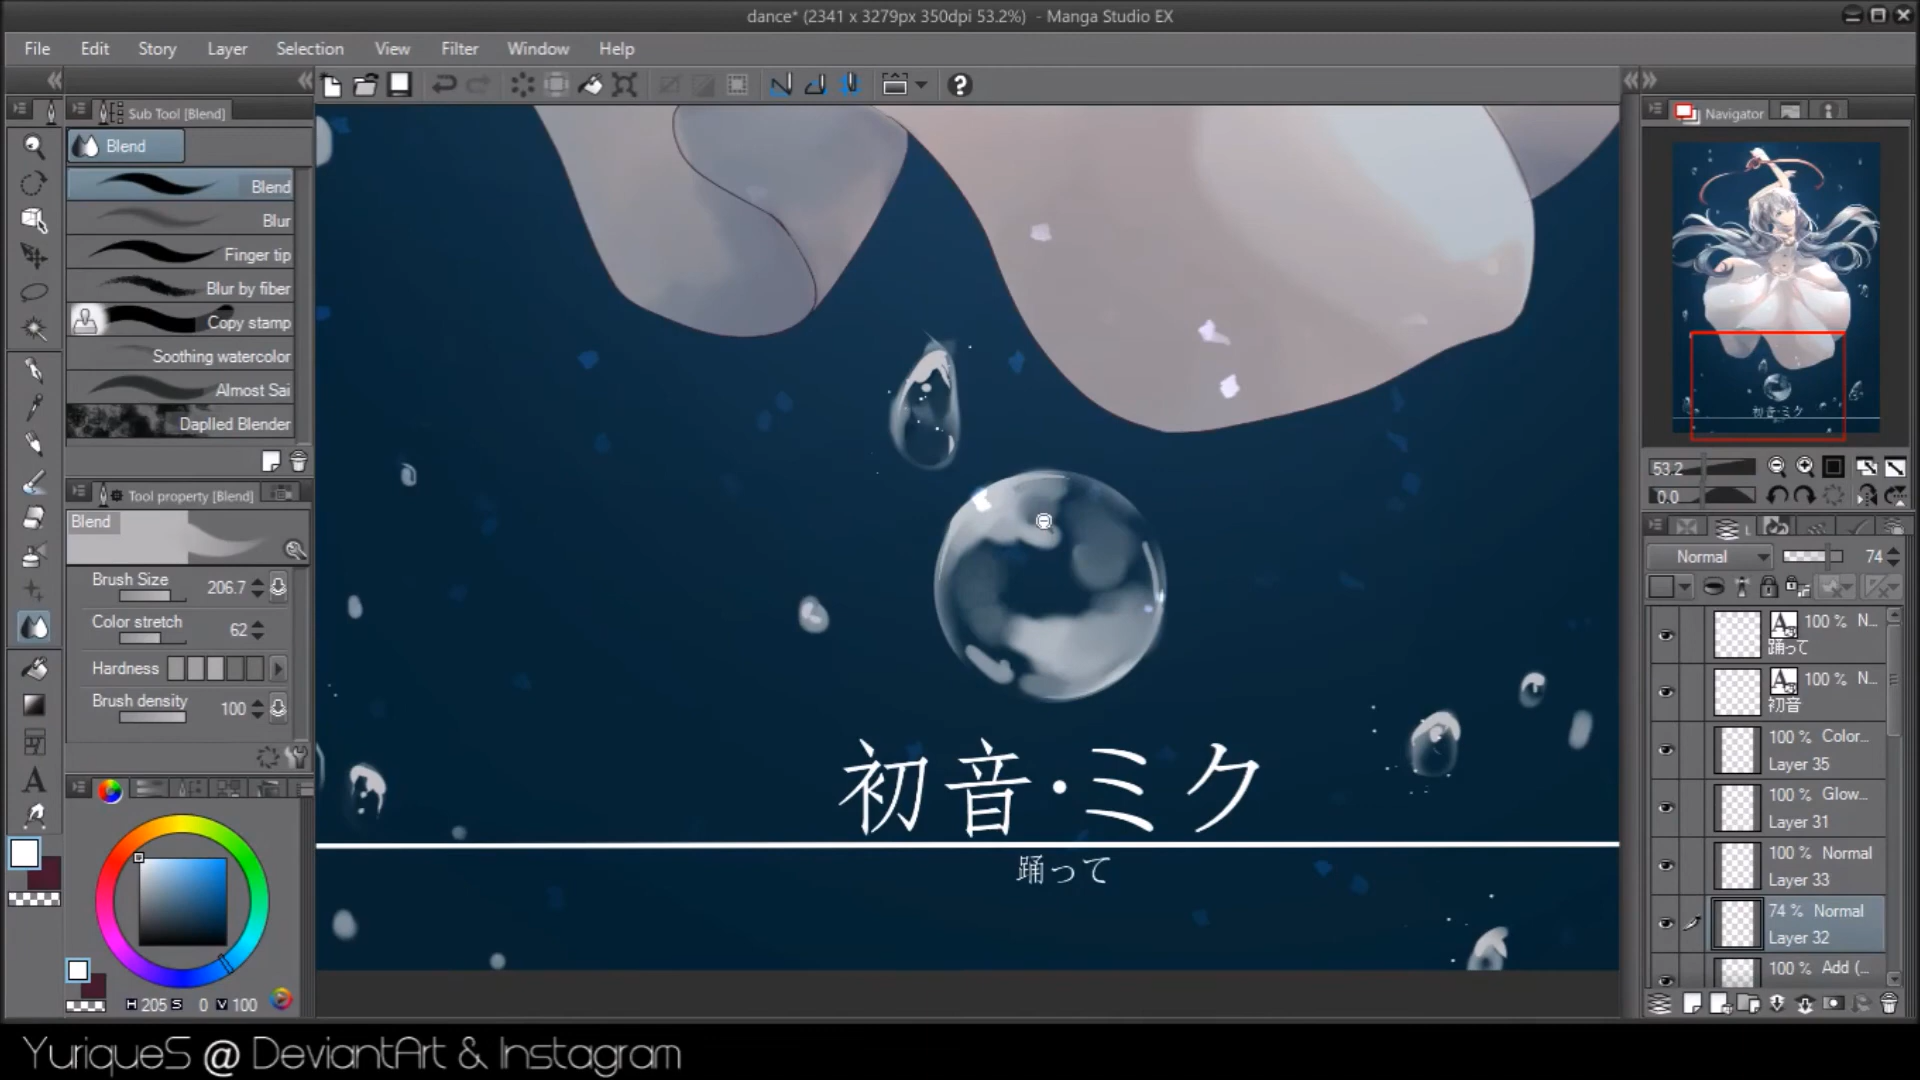 dance* (2341 x 3279px 350dpi 53.2%) - Manga Studio EX
File Edit Story Layer Selection View Filter Window Help
Sub Tool [Blend]
Blend
Blend
Blur
Finger tip
Blur by fiber
Copy stamp
Soothing watercolor
Almost Sai
Daplled Blender
Tool property [Blend]
Blend
Brush Size 206.7
Color stretch 62
Hardness
Brush density 100
H 205 S 0 V 100
初音・ミク
踊って
Navigator
53.2
0.0
Normal 74
100 % N...
踊って
100 % N...
初音
100 % Color...
Layer 35
100 % Glow...
Layer 31
100 % Normal
Layer 33
74 % Normal
Layer 32
100 % Add (...
YuriqueS @ DeviantArt & Instagram